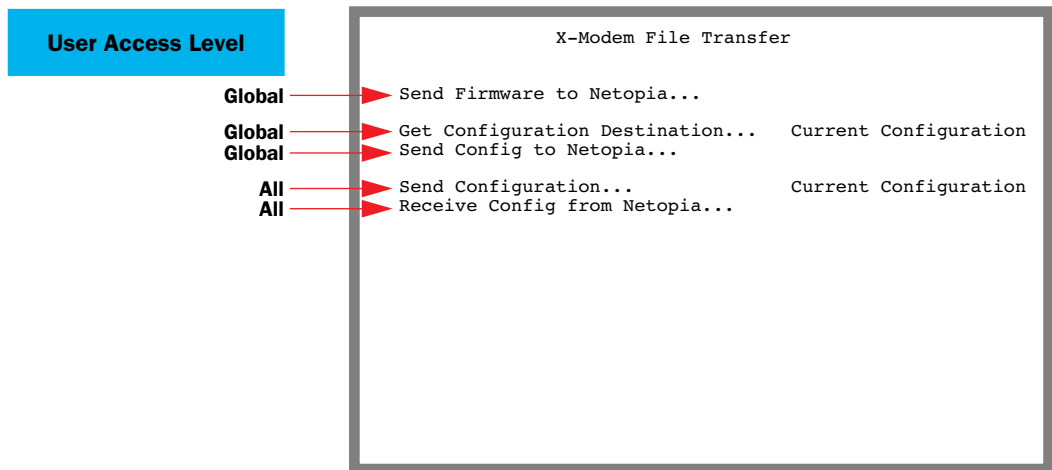 User Access Level
X-Modem File Transfer
Global Send Firmware to Netopia...
Global Get Configuration Destination... Current Configuration
Global Send Config to Netopia...
All Send Configuration... Current Configuration
All Receive Config from Netopia...